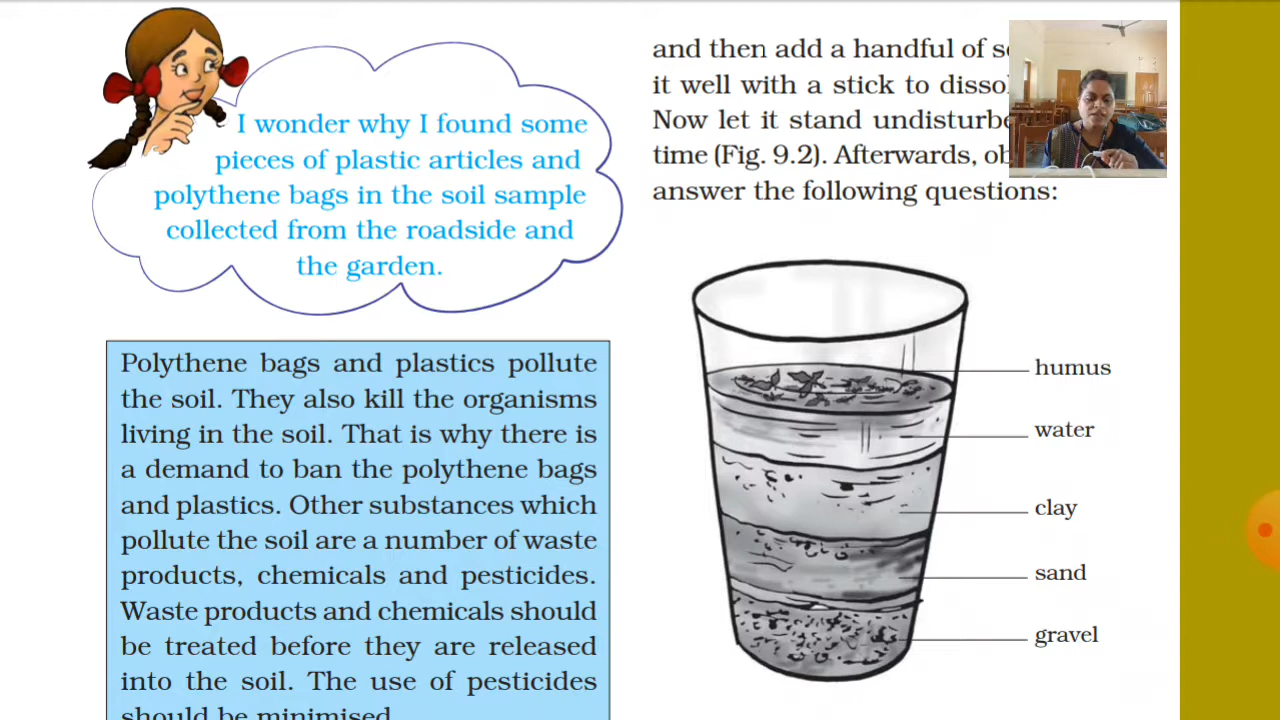 I wonder why I found some
pieces of plastic articles and
polythene bags in the soil sample
collected from the roadside and
the garden.
Polythene bags and plastics pollute
the soil. They also kill the organisms
living in the soil. That is why there is
a demand to ban the polythene bags
and plastics. Other substances which
pollute the soil are a number of waste
products, chemicals and pesticides.
Waste products and chemicals should
be treated before they are released
into the soil. The use of pesticides
should be minimised
and then add a handful of
it well with a stick to
Now let it stand
time (Fig. 9.2). Afterwards,
answer the following questions:
humus
water
clay
sand
gravel